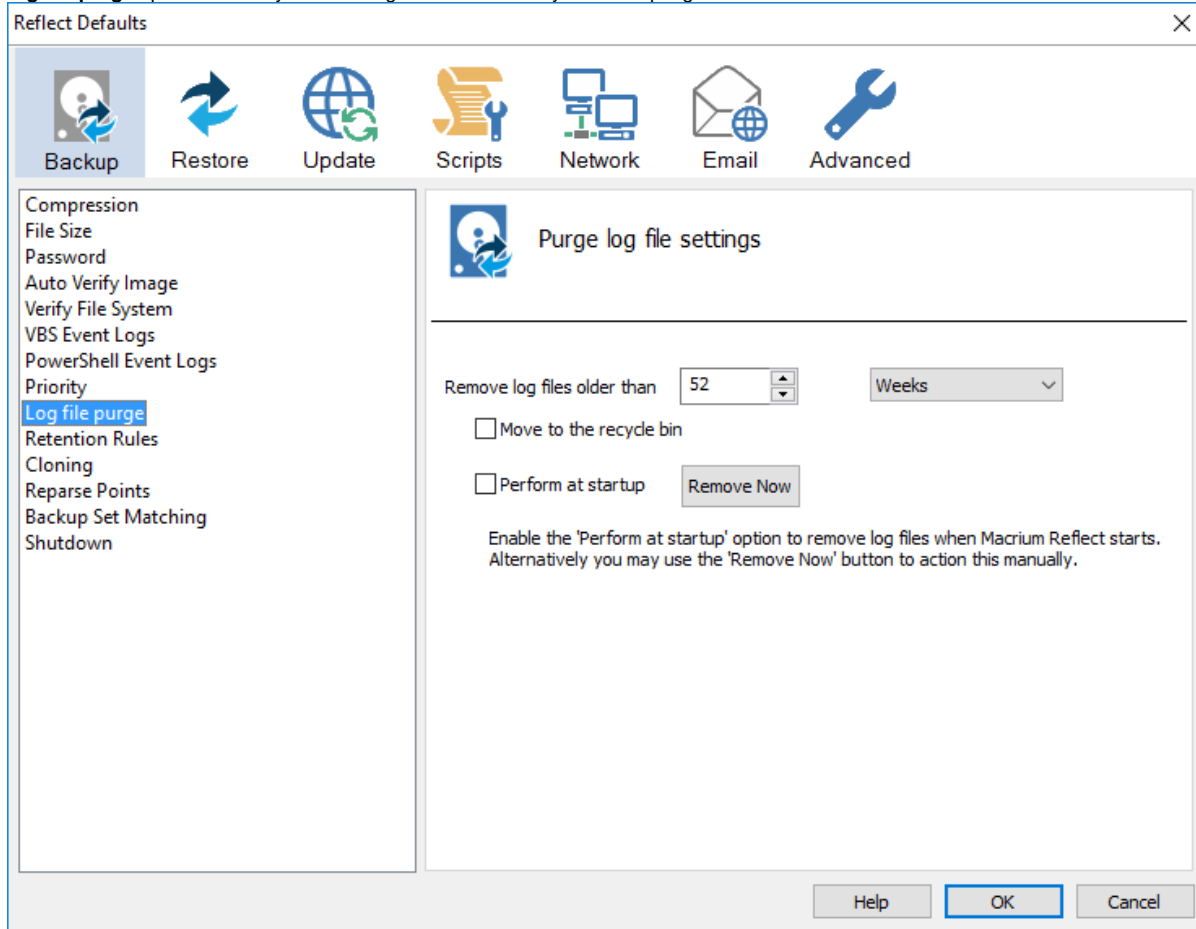 Reflect Defaults
Backup Restore Update Scripts Network Email Advanced
Compression
File Size
Password
Auto Verify Image
Verify File System
VBS Event Logs
PowerShell Event Logs
Priority
Log file purge
Retention Rules
Cloning
Reparse Points
Backup Set Matching
Shutdown
Purge log file settings
Remove log files older than 52 Weeks
Move to the recycle bin
Perform at startup Remove Now
Enable the 'Perform at startup' option to remove log files when Macrium Reflect starts.
Alternatively you may use the 'Remove Now' button to action this manually.
Help OK Cancel